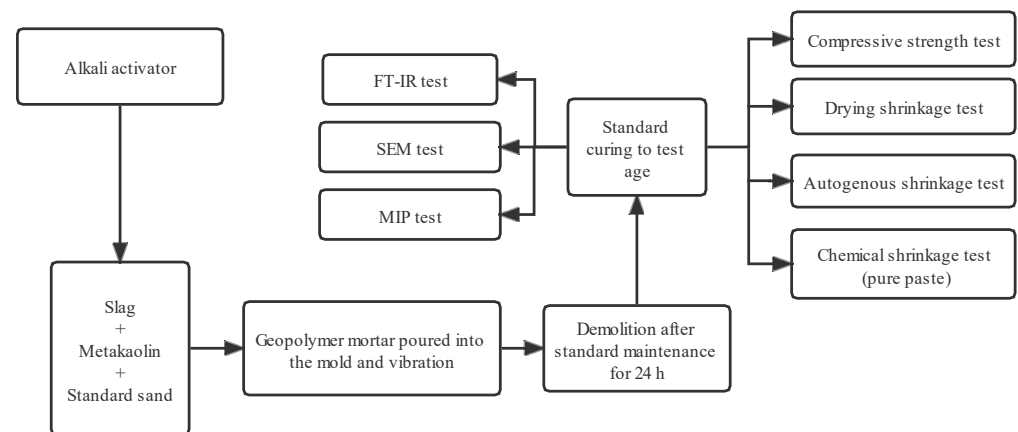 Alkali activator
Slag
+
Metakaolin
+
Standard sand
Geopolymer mortar poured into
the mold and vibration
Demolition after
standard maintenance
for 24 h
Standard
curing to test
age
FT-IR test
SEM test
MIP test
Compressive strength test
Drying shrinkage test
Autogenous shrinkage test
Chemical shrinkage test
(pure paste)